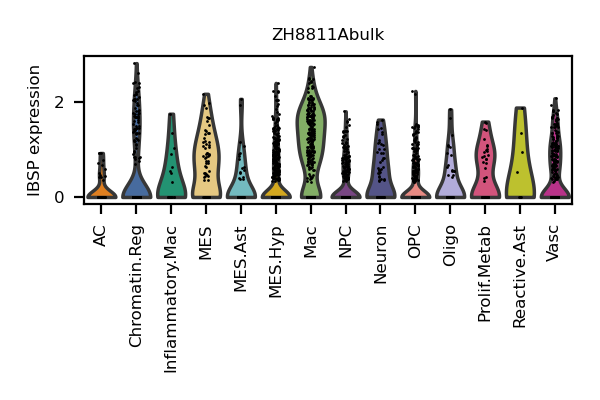 ZH8811Abulk
IBSP expression
2
0
AC
Chromatin.Reg
Inflammatory.Mac
MES
MES.Ast
MES.Hyp
Mac
NPC
Neuron
OPC
Oligo
Prolif.Metab
Reactive.Ast
Vasc